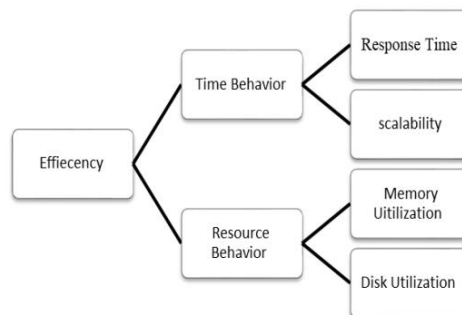 Response Time
Time Behavior
scalability
Effiecency
Memory
Uitilization
Resource
Behavior
Disk Utilization